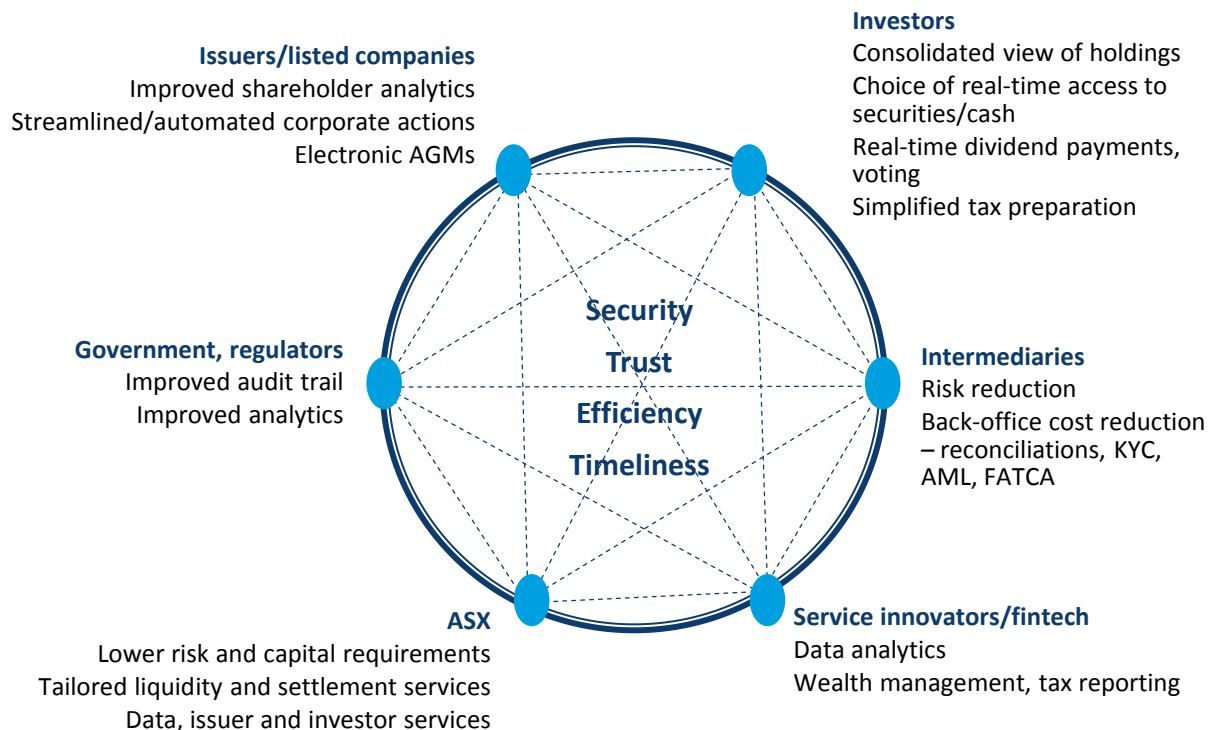 Issuers/listed companies
Improved shareholder analytics
Streamlined/automated corporate actions
Electronic AGMs
Investors
Consolidated view of holdings
Choice of real-time access to
securities/cash
Real-time dividend payments,
voting
Simplified tax preparation
Government, regulators
Improved audit trail
Improved analytics
Security
Trust
Efficiency
Timeliness
Intermediaries
Risk reduction
Back-office cost reduction
– reconciliations, KYC,
AML, FATCA
ASX
Lower risk and capital requirements
Tailored liquidity and settlement services
Data, issuer and investor services
Service innovators/fintech
Data analytics
Wealth management, tax reporting